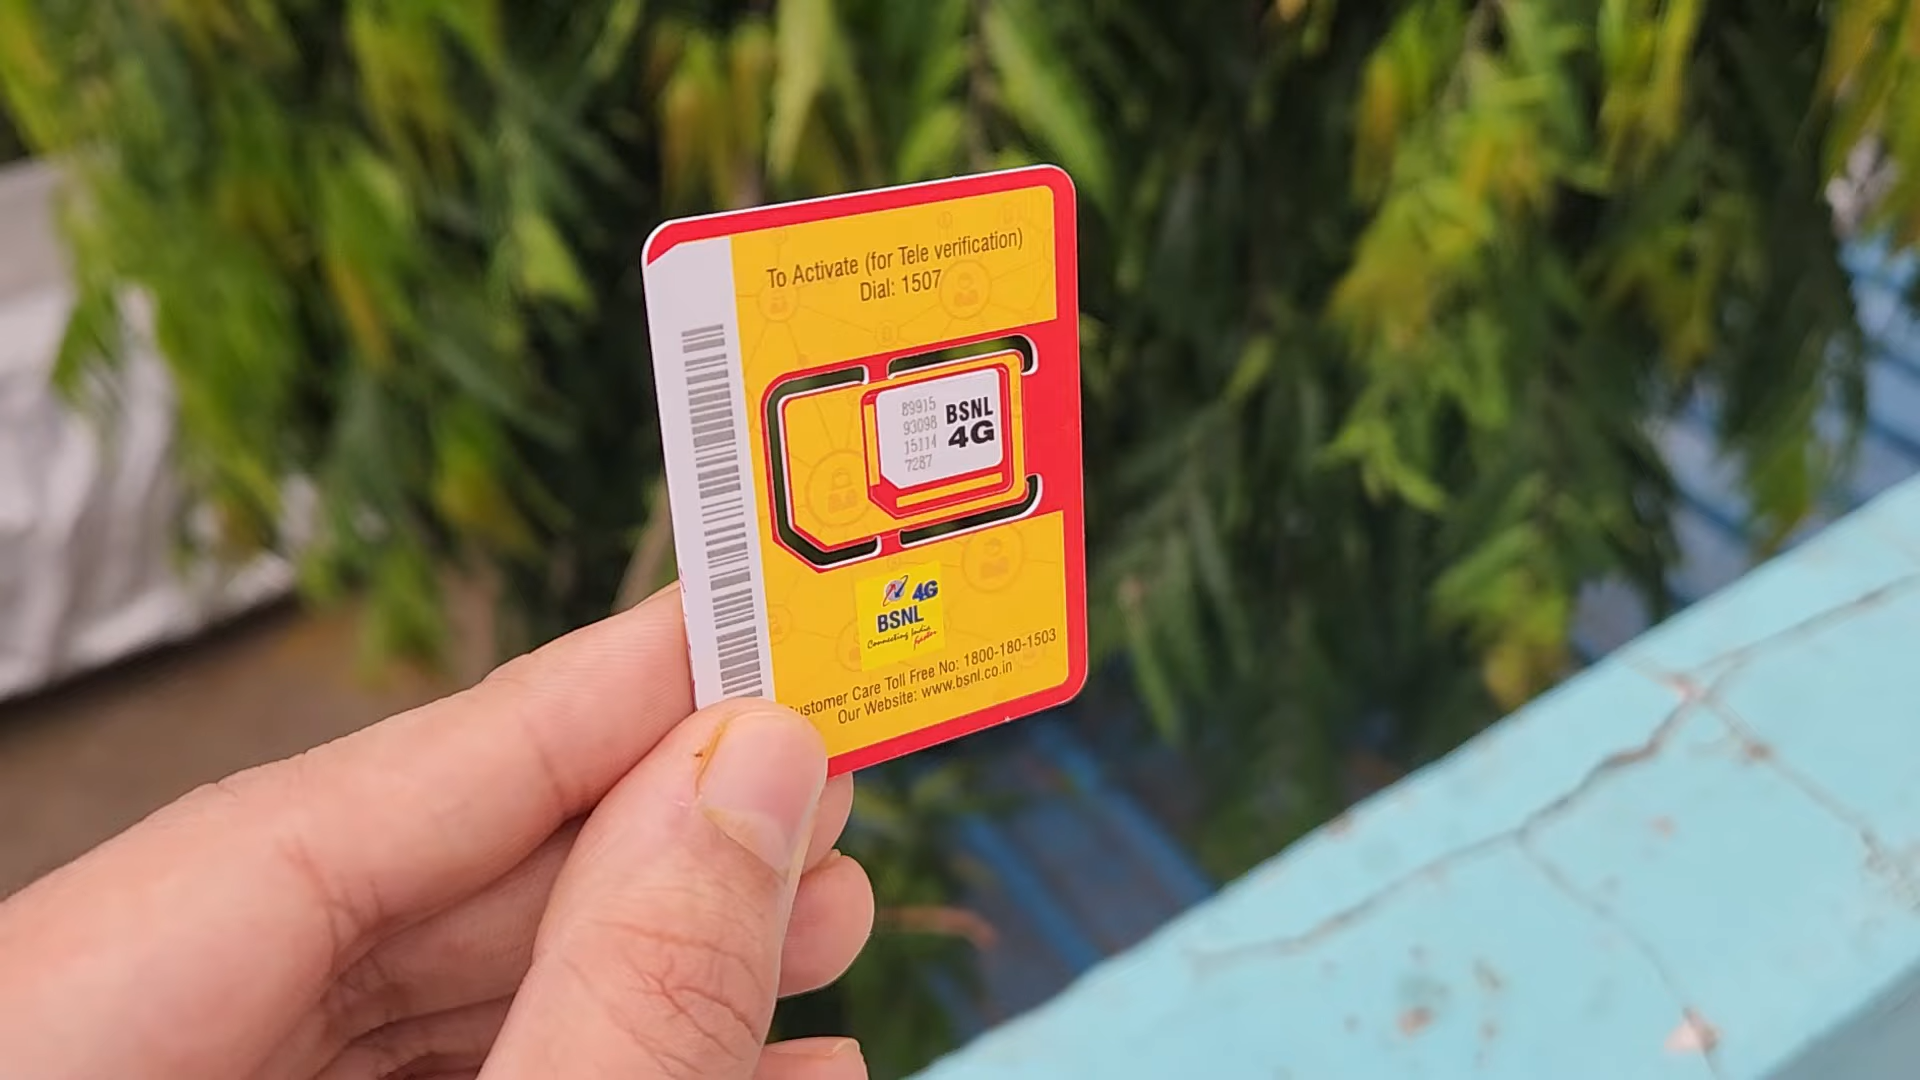 To Activate (for Tele verification)
Dial: 1507
89915
93098
15114
7287
BSNL
4G
4G
BSNL
Connecting India
faster
Customer Care Toll Free No: 1800-180-1503
Our Website: www.bsnl.co.in